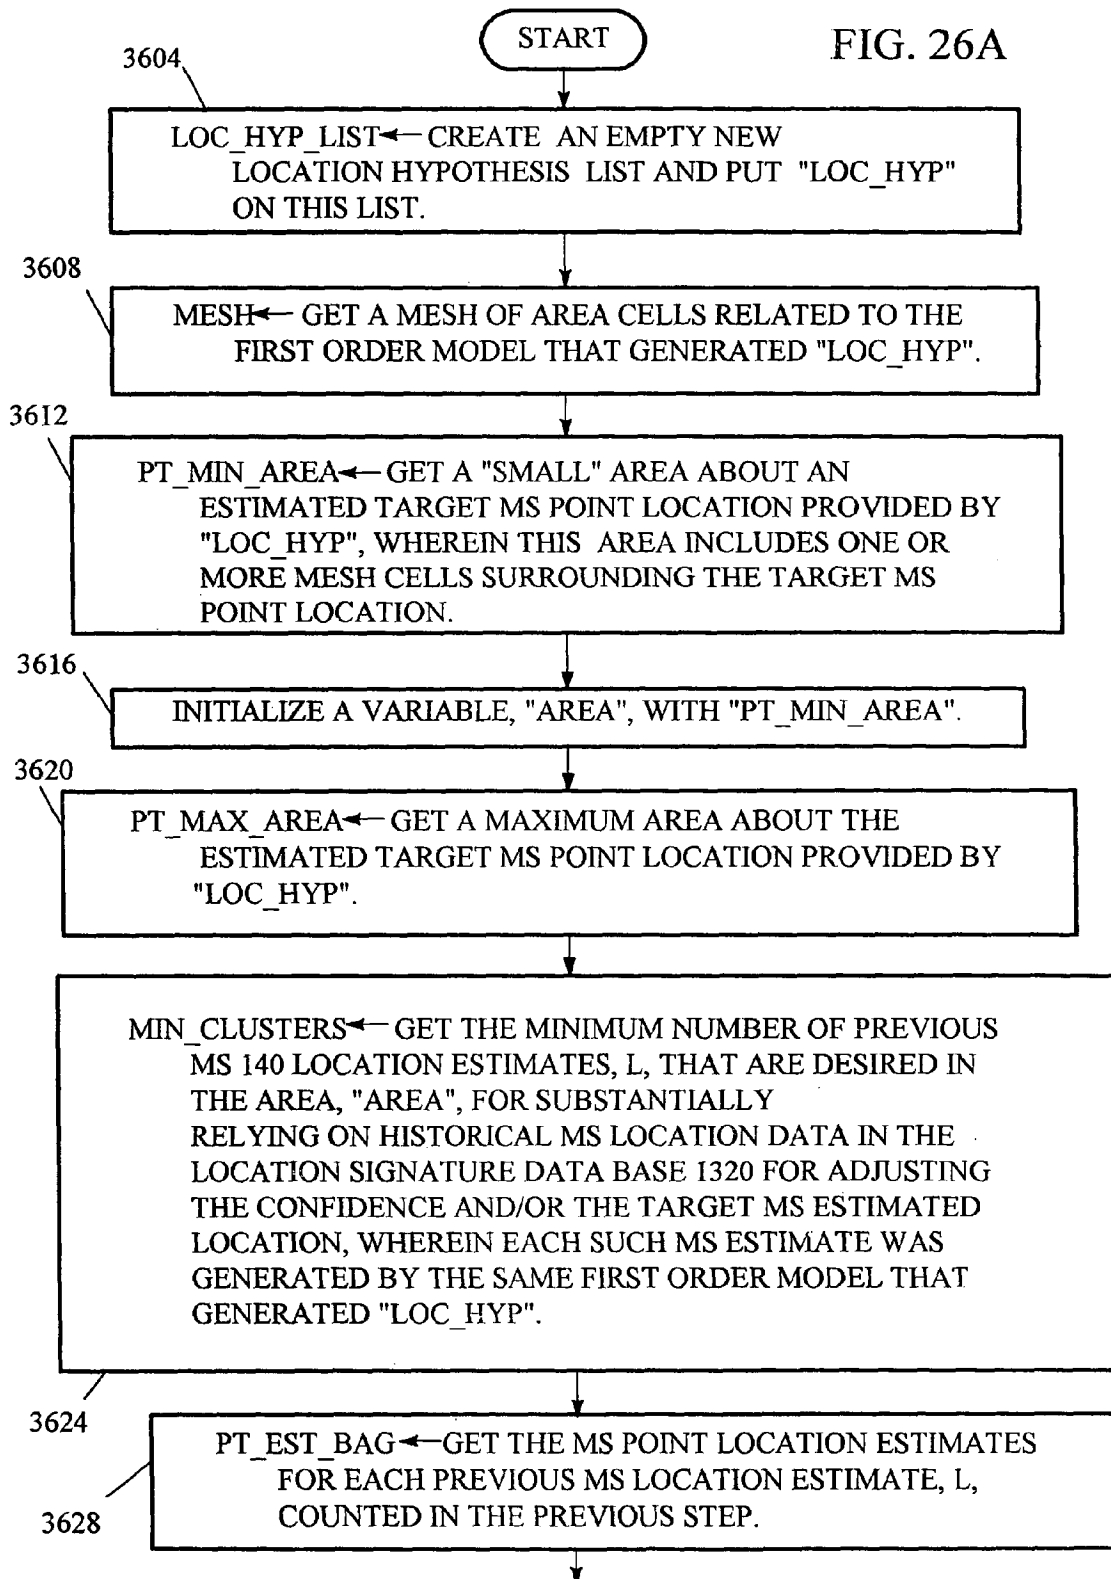 START
FIG. 26A
3604
LOC_HYP_LIST← CREATE AN EMPTY NEW
LOCATION HYPOTHESIS LIST AND PUT "LOC_HYP"
ON THIS LIST.
3608
MESH← GET A MESH OF AREA CELLS RELATED TO THE
FIRST ORDER MODEL THAT GENERATED "LOC_HYP".
3612
PT_MIN_AREA← GET A "SMALL" AREA ABOUT AN
ESTIMATED TARGET MS POINT LOCATION PROVIDED BY
"LOC_HYP", WHEREIN THIS AREA INCLUDES ONE OR
MORE MESH CELLS SURROUNDING THE TARGET MS
POINT LOCATION.
3616
INITIALIZE A VARIABLE, "AREA", WITH "PT_MIN_AREA".
3620
PT_MAX_AREA← GET A MAXIMUM AREA ABOUT THE
ESTIMATED TARGET MS POINT LOCATION PROVIDED BY
"LOC_HYP".
MIN_CLUSTERS← GET THE MINIMUM NUMBER OF PREVIOUS
MS 140 LOCATION ESTIMATES, L, THAT ARE DESIRED IN
THE AREA, "AREA", FOR SUBSTANTIALLY
RELYING ON HISTORICAL MS LOCATION DATA IN THE
LOCATION SIGNATURE DATA BASE 1320 FOR ADJUSTING
THE CONFIDENCE AND/OR THE TARGET MS ESTIMATED
LOCATION, WHEREIN EACH SUCH MS ESTIMATE WAS
GENERATED BY THE SAME FIRST ORDER MODEL THAT
GENERATED "LOC_HYP".
3624
PT_EST_BAG←GET THE MS POINT LOCATION ESTIMATES
FOR EACH PREVIOUS MS LOCATION ESTIMATE, L,
COUNTED IN THE PREVIOUS STEP.
3628